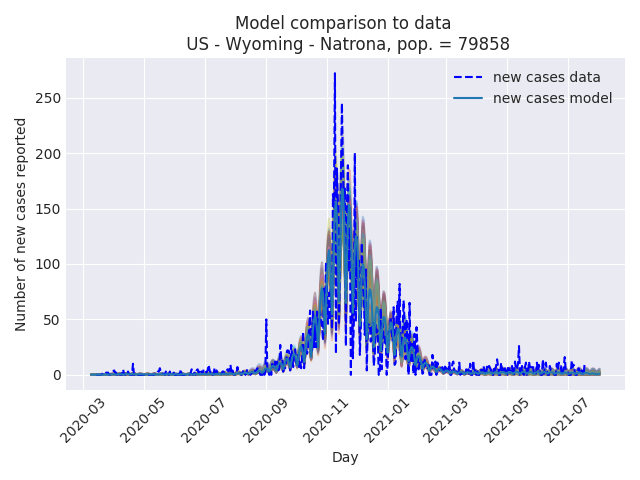 Model comparison to data
US - Wyoming - Natrona, pop. = 79858
new cases data
new cases model
Number of new cases reported
250
200
150
100
50
0
2020-03
2020-05
2020-07
2020-09
2020-11
2021-01
2021-03
2021-05
2021-07
Day